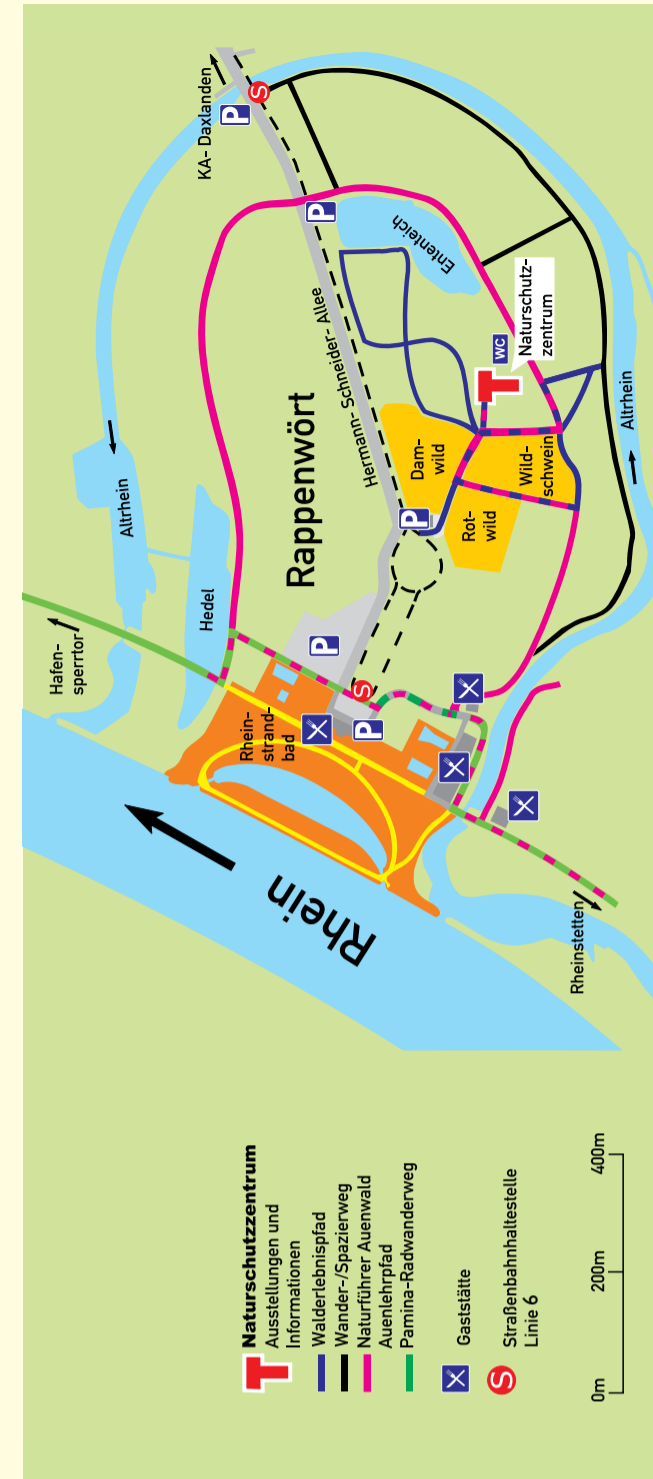 KA- Daxlanden
P
S
P
Altrhein
Ententeich
Hermann- Schneider- Allee
Naturschutz-
zentrum
WC
Rappenwört
Dam-
wild
Wild-
schwein
Rot-
wild
P
Altrhein
Hedel
Hafen-
sperrtor
P
S
P
Rhein-
strand-
bad
Rhein
Rheinstetten
Naturschutzzentrum
Ausstellungen und
Informationen
Walderlebnispfad
Wander-/Spazierweg
Naturführer Auenwald
Auenlehrpfad
Pamina-Radwanderweg
Gaststätte
S
Straßenbahnhaltestelle
Linie 6
0m 200m 400m